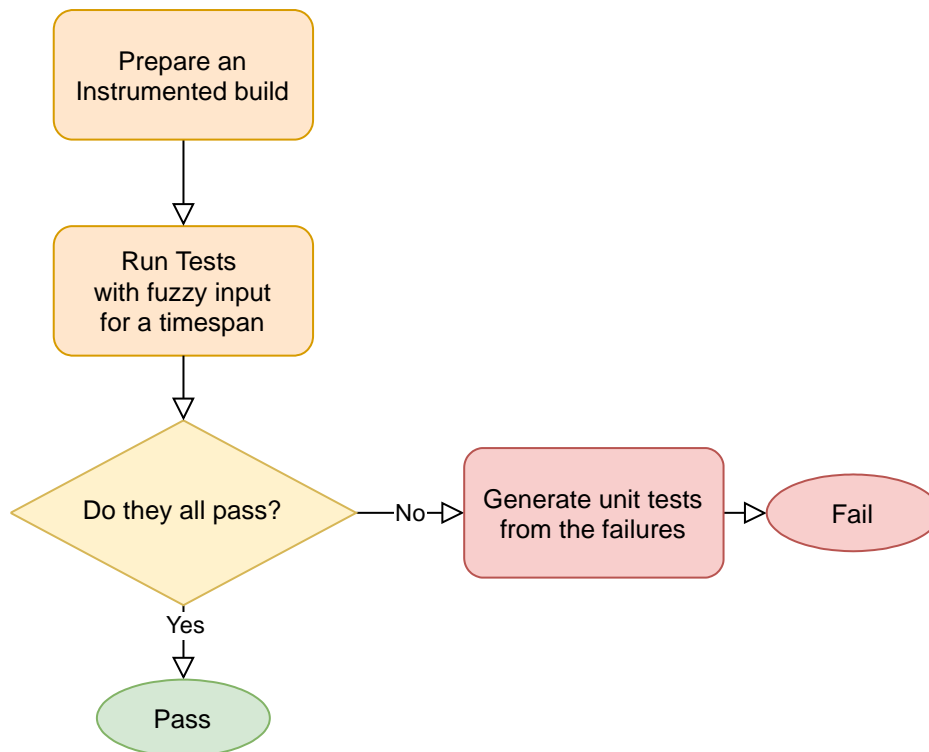 Prepare an
Instrumented build
Run Tests
with fuzzy input
for a timespan
Do they all pass?
No
Generate unit tests
from the failures
Fail
Yes
Pass